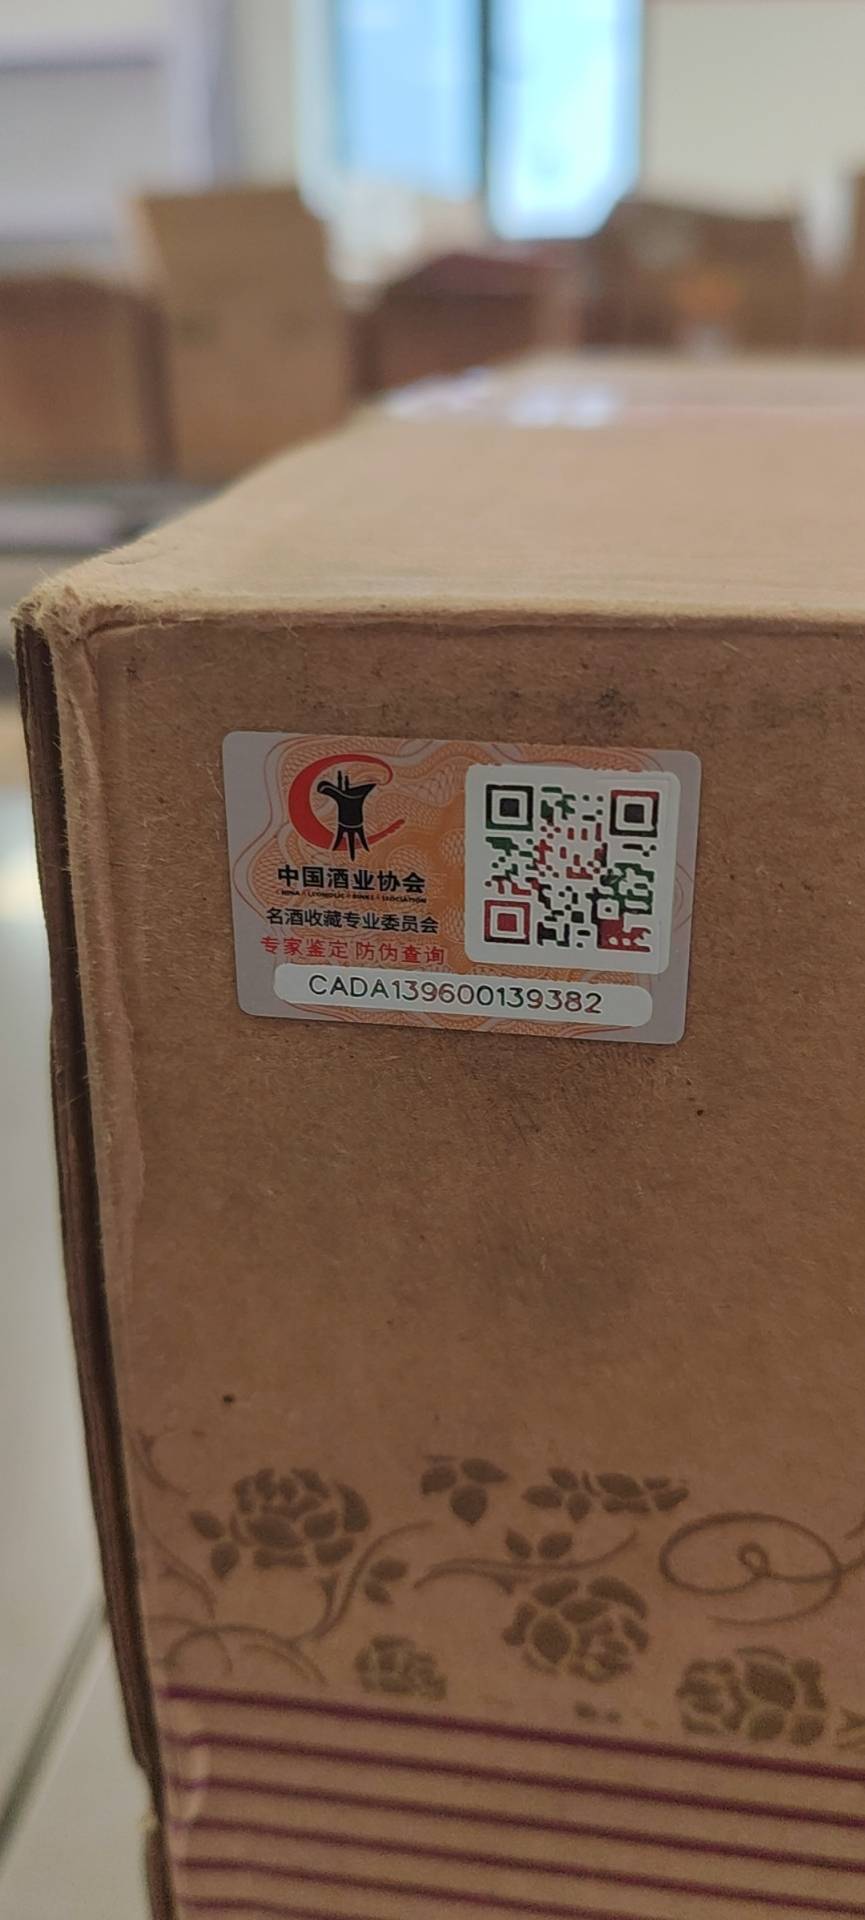 中国酒业协会
名酒收藏专业委员会
专家鉴定 防伪查询
CADA139600139382